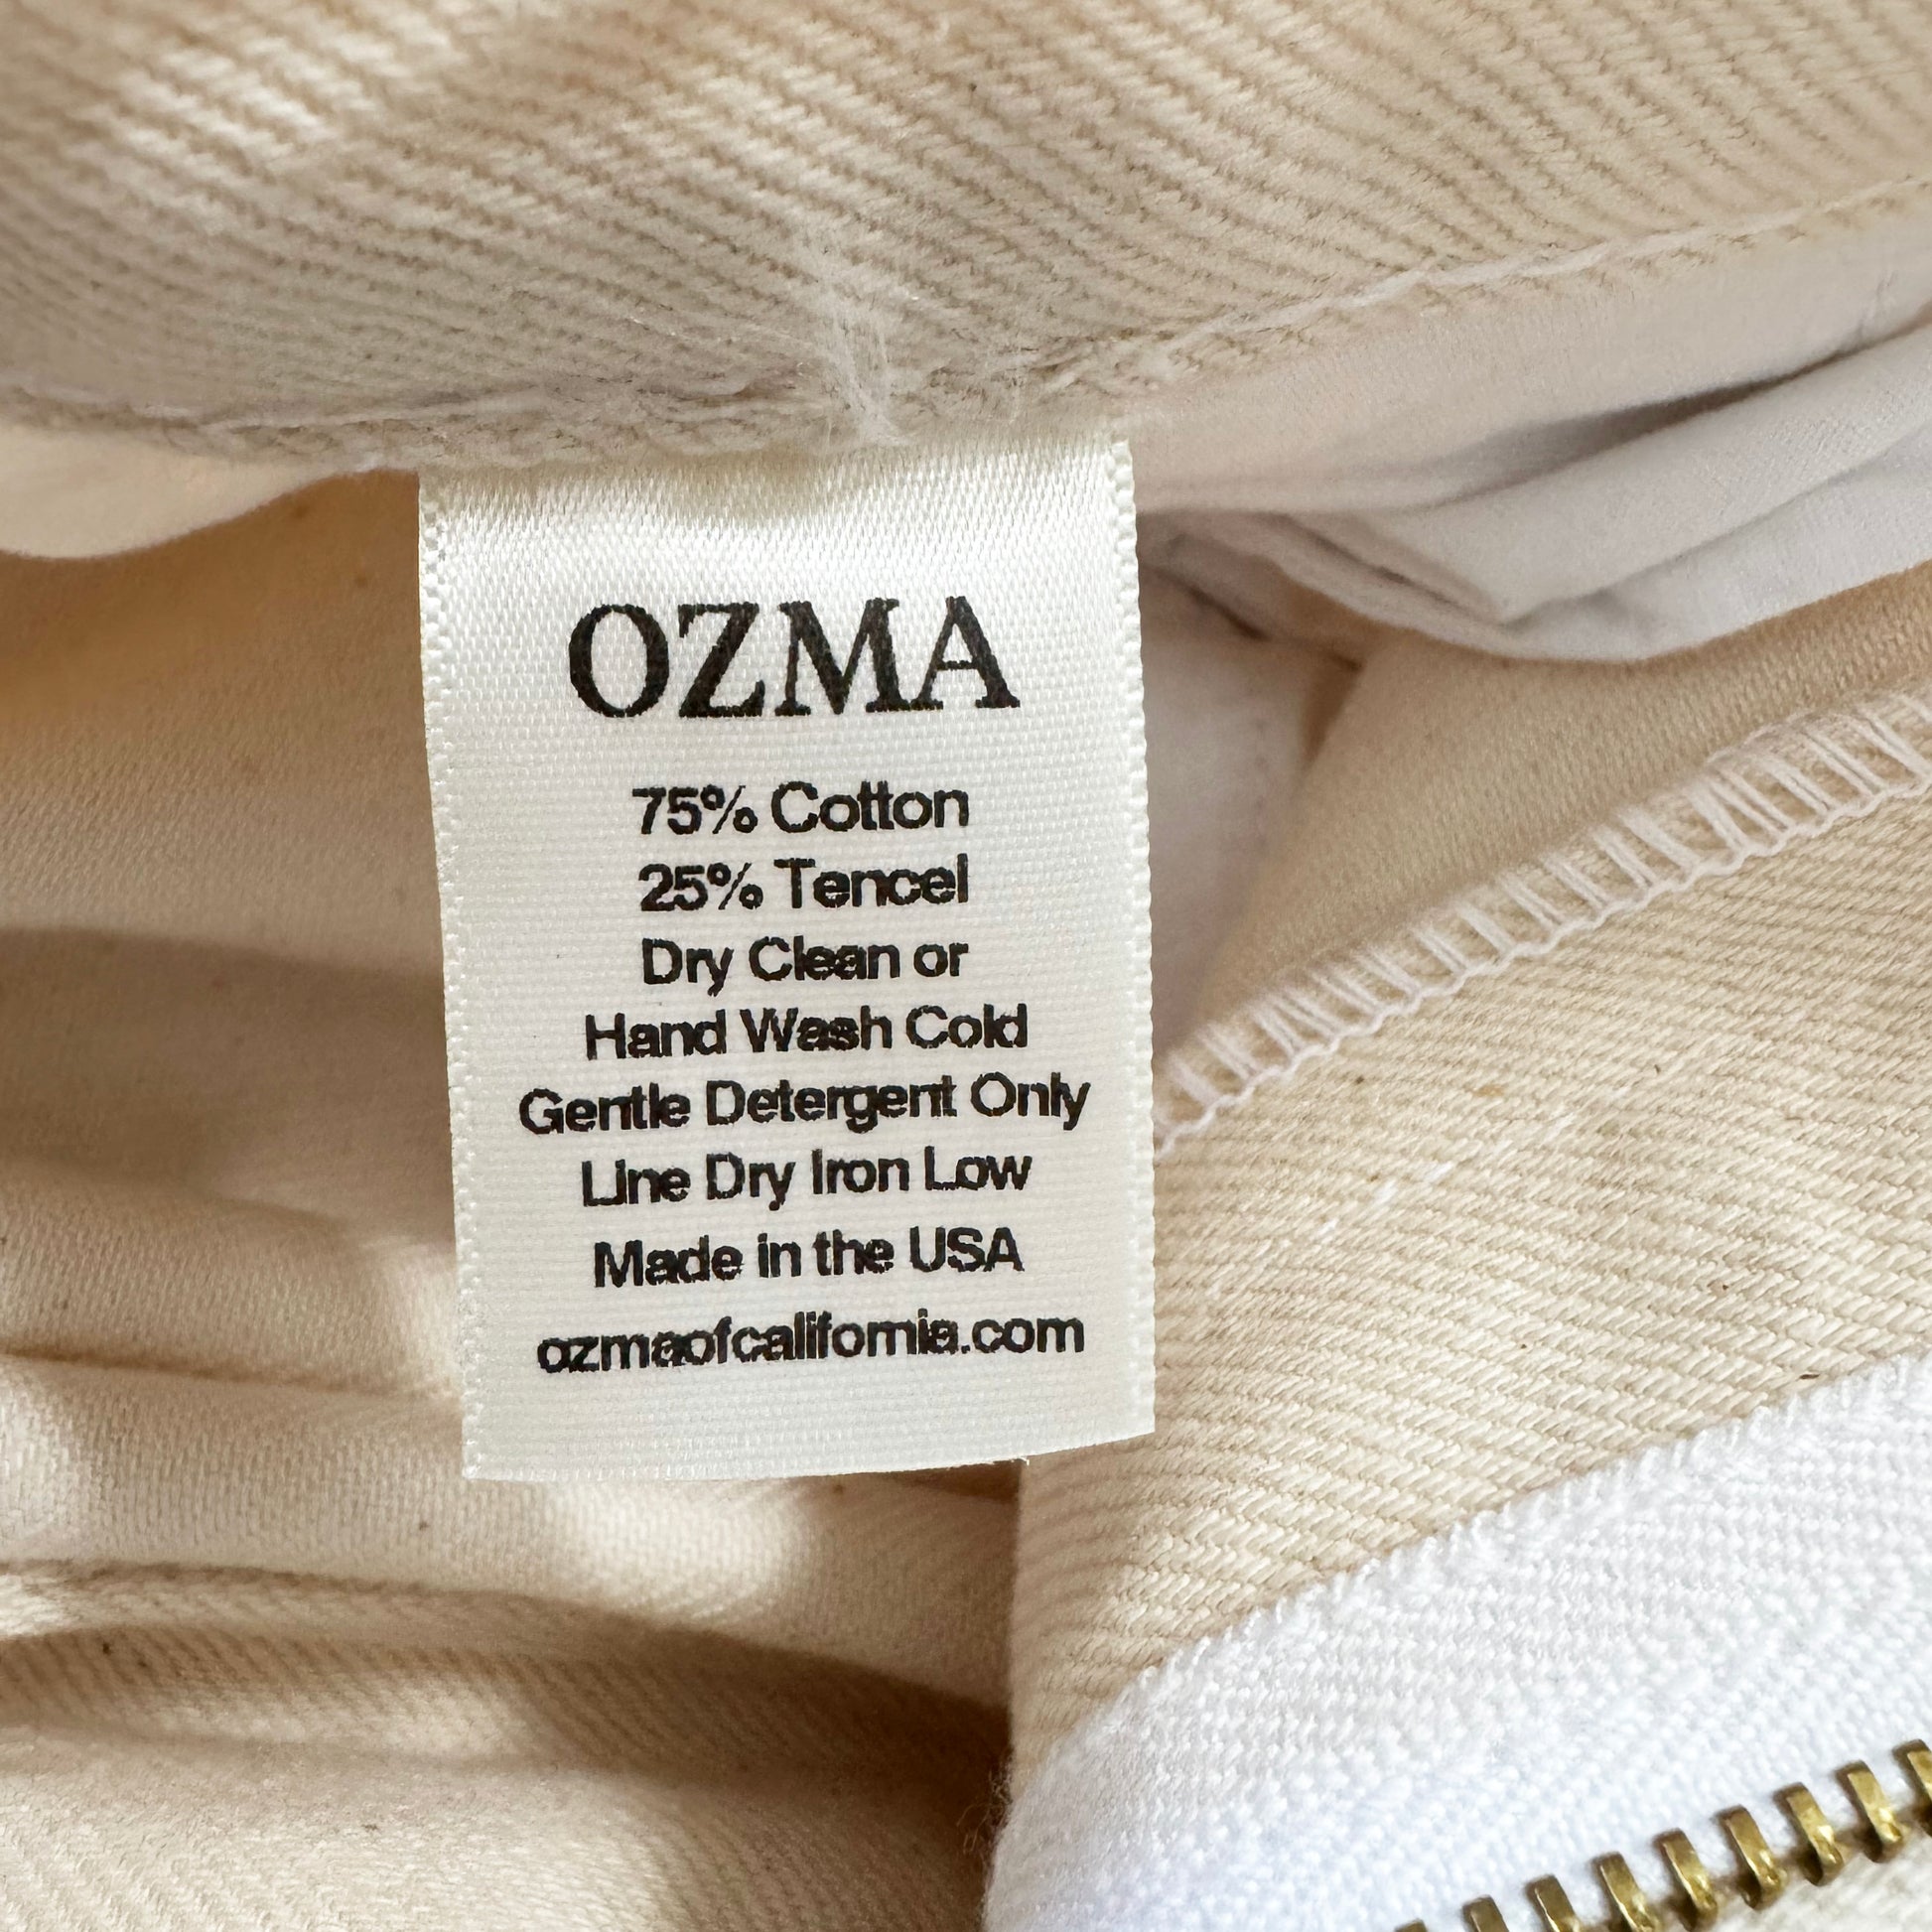 OZMA
75% Cotton
25% Tencel
Dry Clean or
Hand Wash Cold
Gentle Detergent Only
Line Dry Iron Low
Made in the USA
ozmaofcalifornia.com